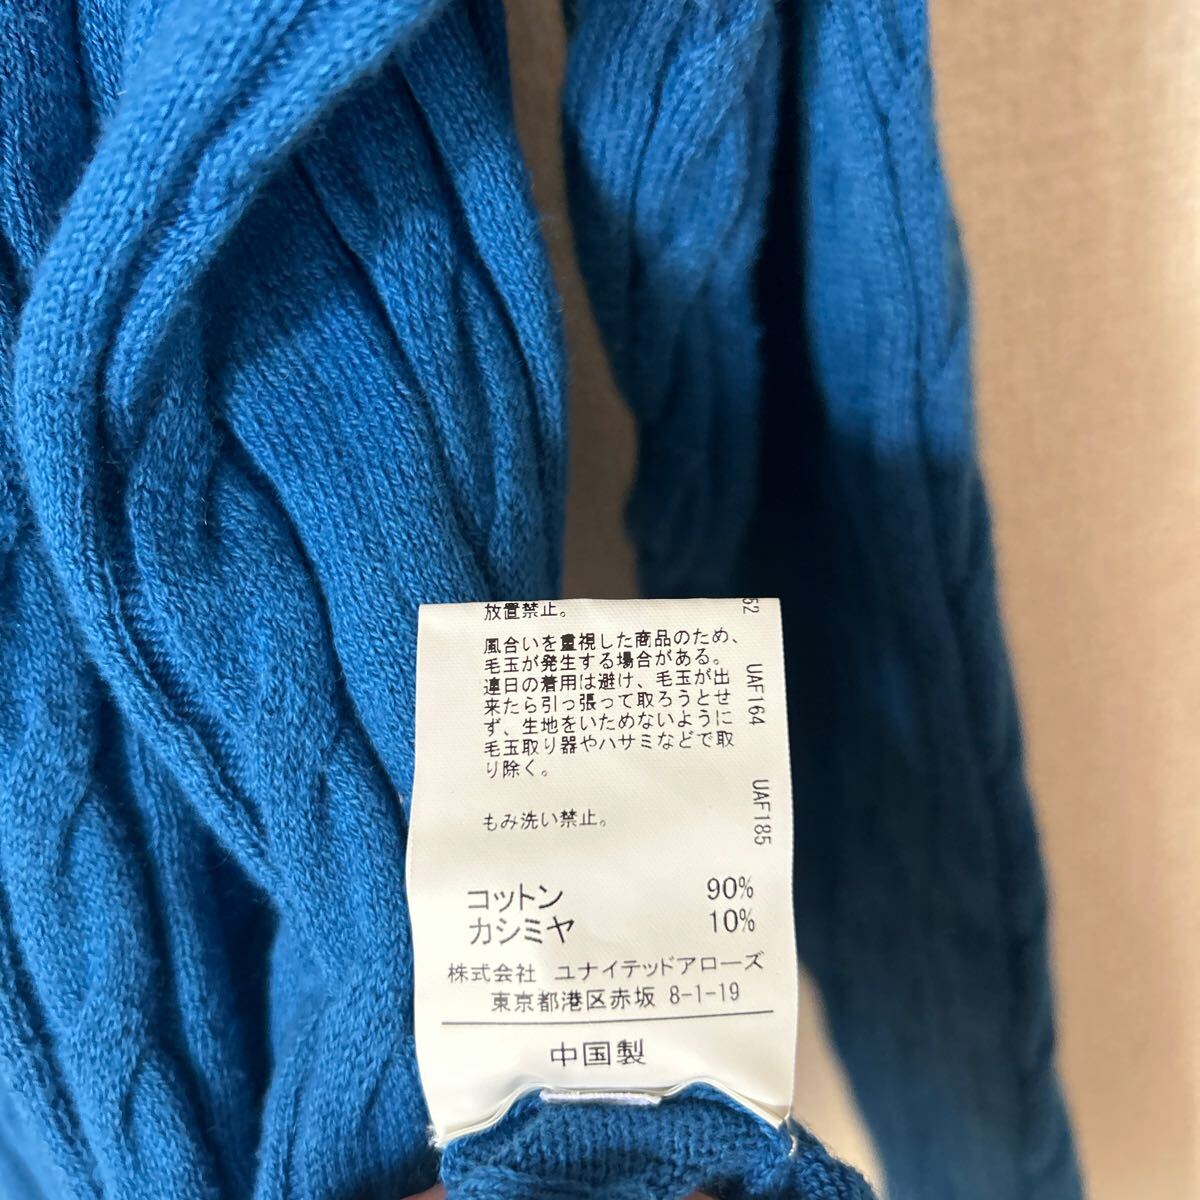 放置禁止。
風合いを重視した商品のため、
毛玉が発生する場合がある。
連日の着用は避け、毛玉が出
来たら引っ張って取ろうとせ
ず、生地をいためないように
毛玉取り器やハサミなどで取
り除く。
もみ洗い禁止。
コットン 90%
カシミヤ 10%
株式会社 ユナイテッドアローズ
東京都港区赤坂 8-1-19
中国製
52
UAF164
UAF185